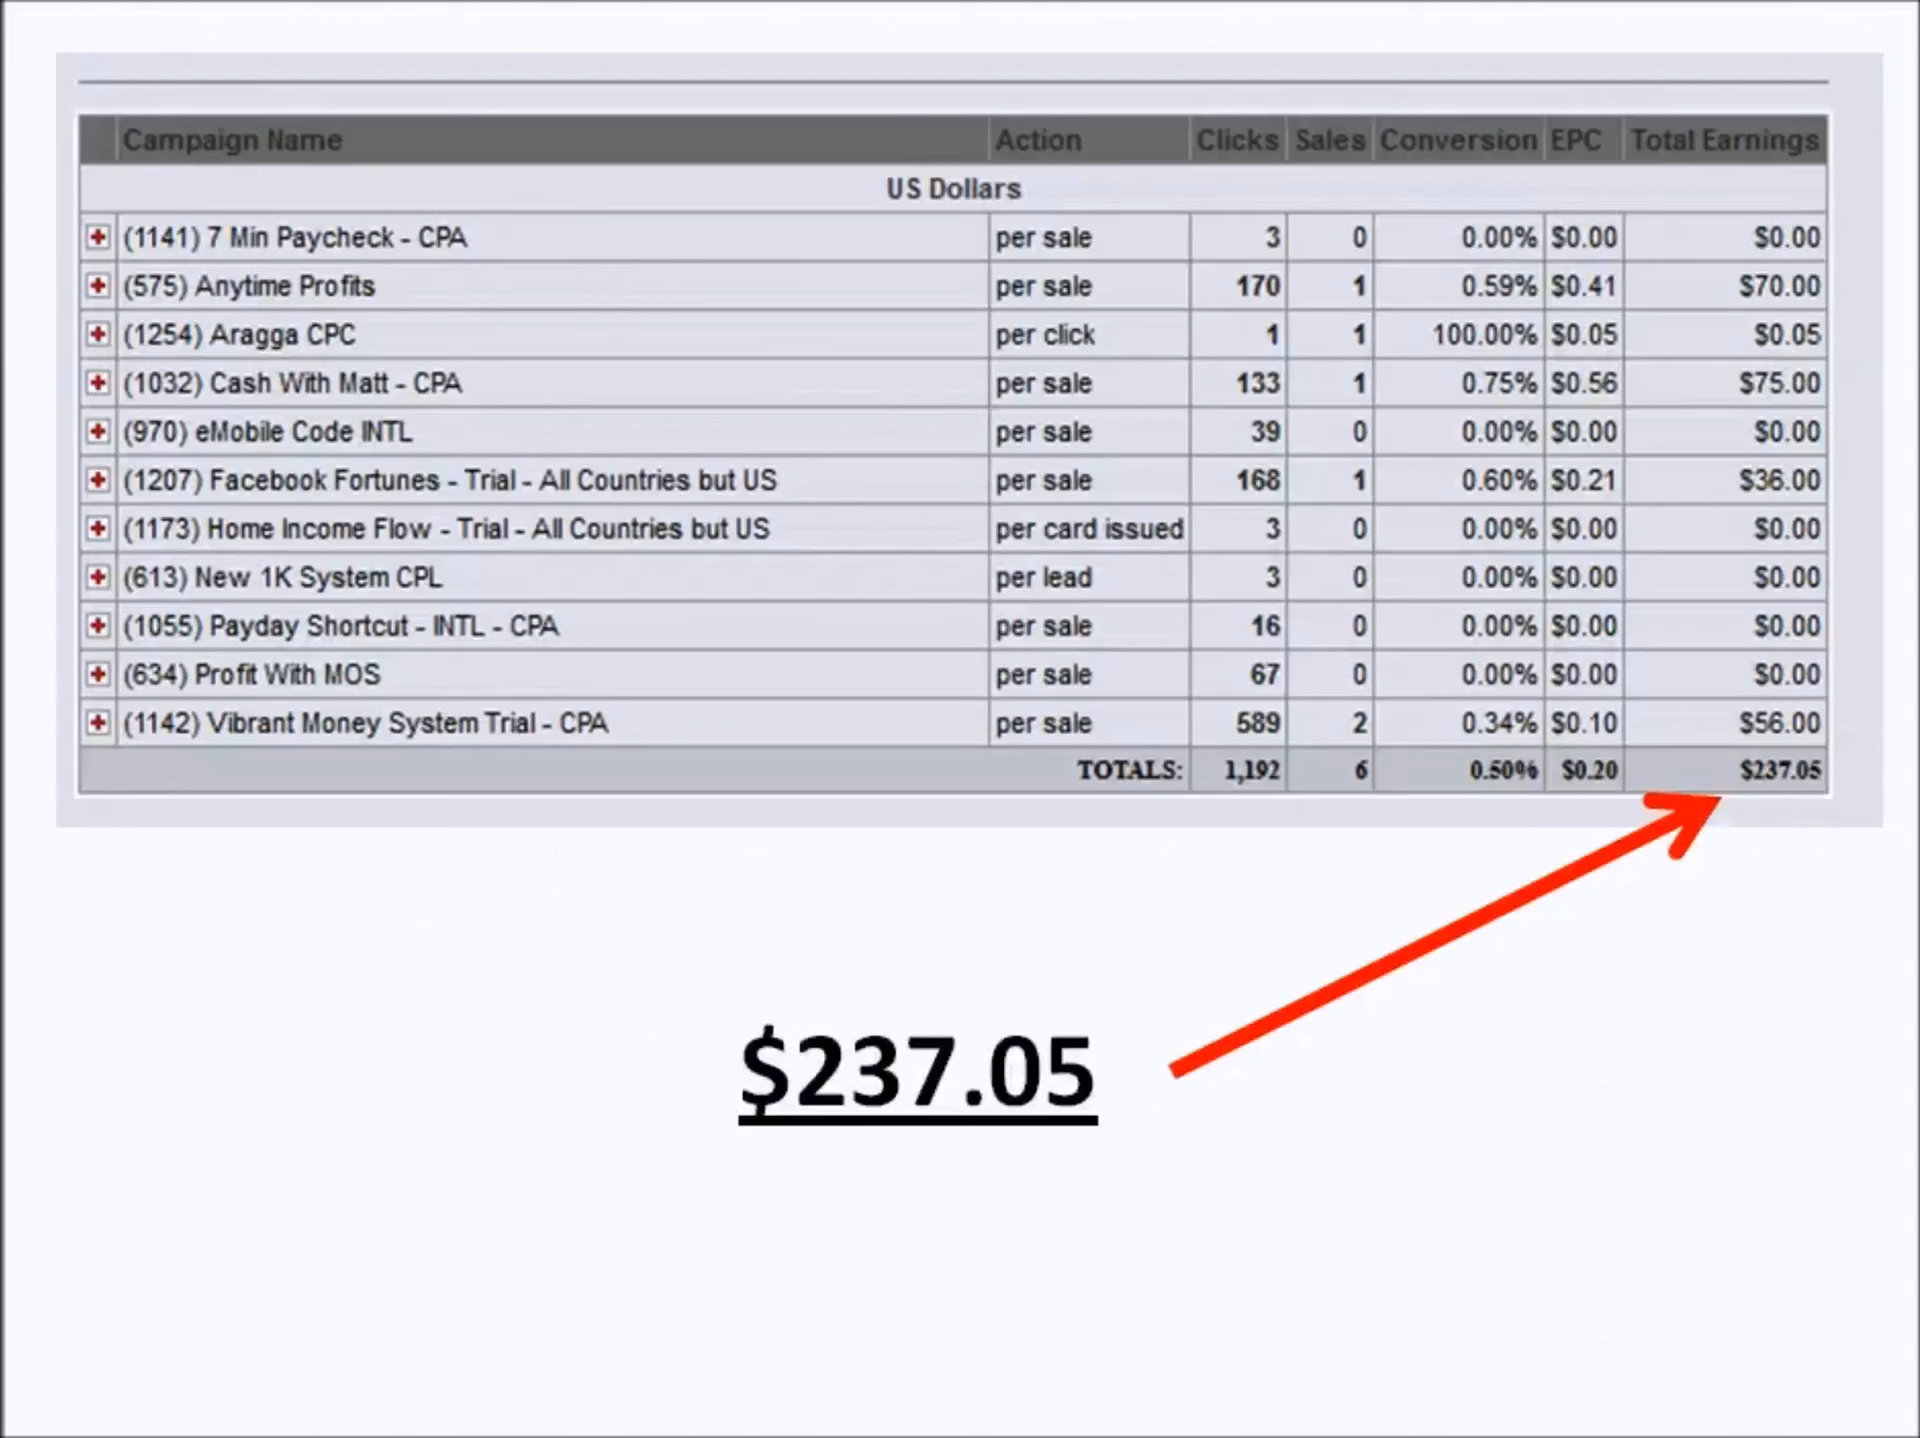 Campaign Name Action Clicks Sales Conversion EPC Total Earnings
US Dollars
(1141) 7 Min Paycheck - CPA per sale 3 0 0.00% $0.00 $0.00
(575) Anytime Profits per sale 170 1 0.59% $0.41 $70.00
(1254) Aragga CPC per click 1 1 100.00% $0.05 $0.05
(1032) Cash With Matt - CPA per sale 133 1 0.75% $0.56 $75.00
(970) eMobile Code INTL per sale 39 0 0.00% $0.00 $0.00
(1207) Facebook Fortunes - Trial - All Countries but US per sale 168 1 0.60% $0.21 $36.00
(1173) Home Income Flow - Trial - All Countries but US per card issued 3 0 0.00% $0.00 $0.00
(613) New 1K System CPL per lead 3 0 0.00% $0.00 $0.00
(1055) Payday Shortcut - INTL - CPA per sale 16 0 0.00% $0.00 $0.00
(634) Profit With MOS per sale 67 0 0.00% $0.00 $0.00
(1142) Vibrant Money System Trial - CPA per sale 589 2 0.34% $0.10 $56.00
TOTALS: 1,192 6 0.50% $0.20 $237.05
$237.05